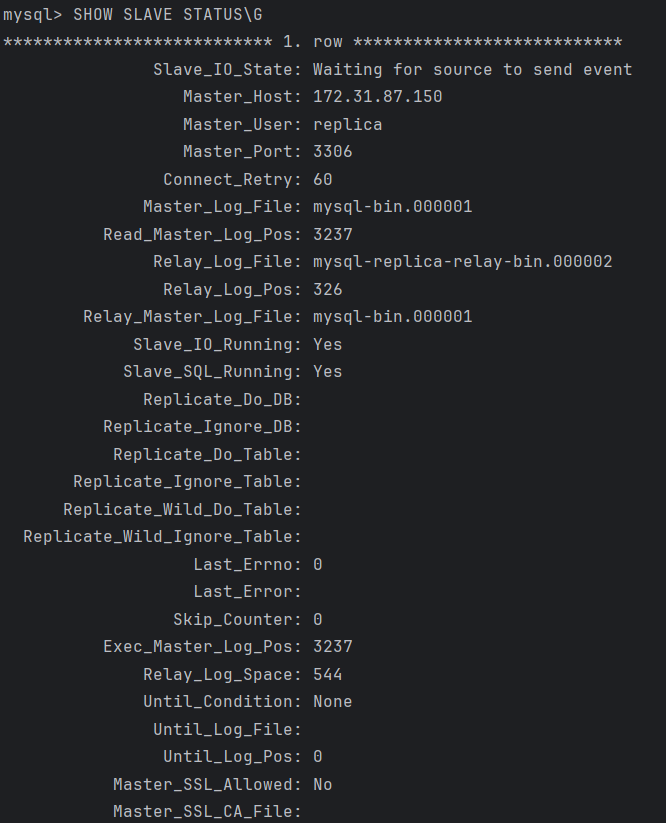 mysql> SHOW SLAVE STATUS\G
*************************** 1. row ***************************
Slave_IO_State: Waiting for source to send event
Master_Host: 172.31.87.150
Master_User: replica
Master_Port: 3306
Connect_Retry: 60
Master_Log_File: mysql-bin.000001
Read_Master_Log_Pos: 3237
Relay_Log_File: mysql-replica-relay-bin.000002
Relay_Log_Pos: 326
Relay_Master_Log_File: mysql-bin.000001
Slave_IO_Running: Yes
Slave_SQL_Running: Yes
Replicate_Do_DB:
Replicate_Ignore_DB:
Replicate_Do_Table:
Replicate_Ignore_Table:
Replicate_Wild_Do_Table:
Replicate_Wild_Ignore_Table:
Last_Errno: 0
Last_Error:
Skip_Counter: 0
Exec_Master_Log_Pos: 3237
Relay_Log_Space: 544
Until_Condition: None
Until_Log_File:
Until_Log_Pos: 0
Master_SSL_Allowed: No
Master_SSL_CA_File: